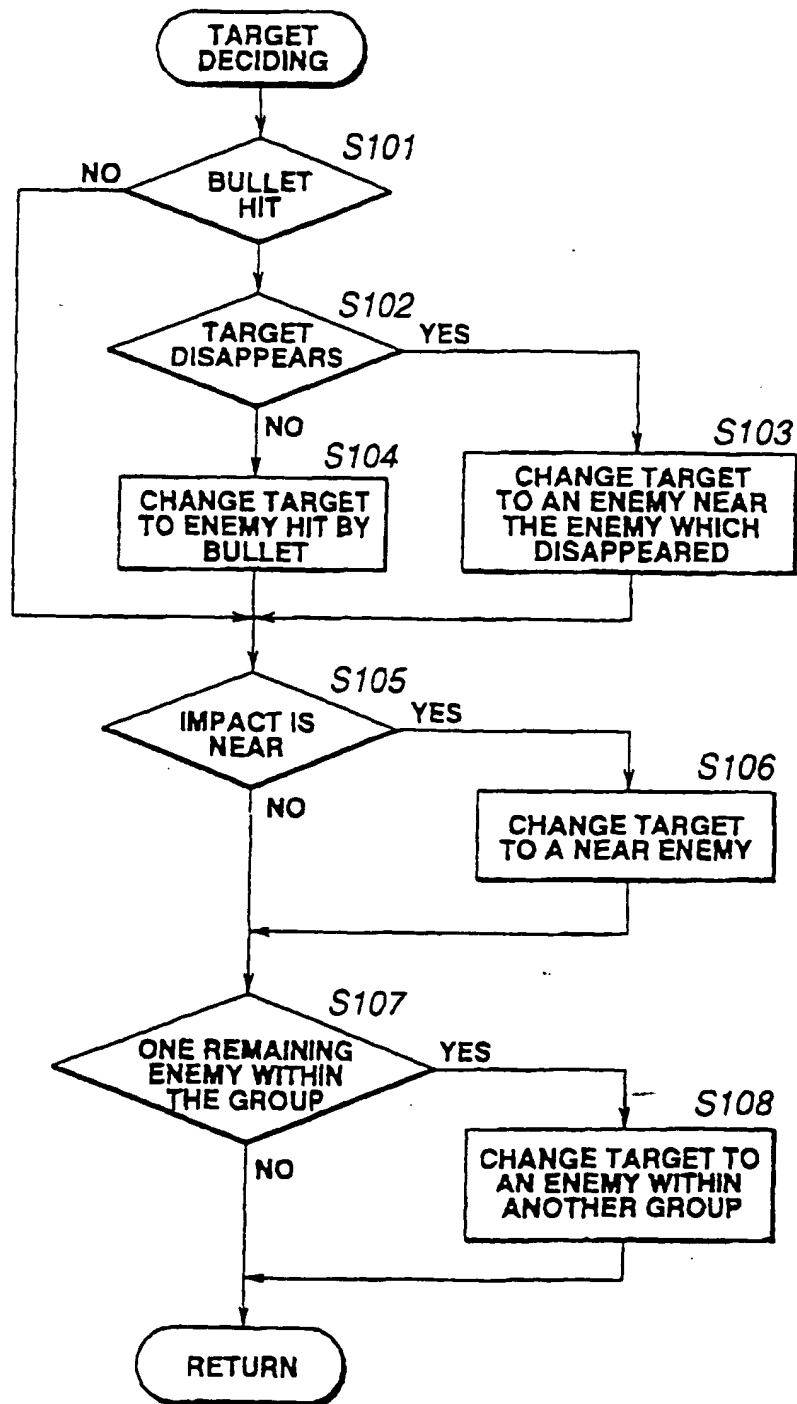 TARGET
DECIDING
S101
NO
BULLET
HIT
S102
TARGET
DISAPPEARS
YES
NO
S103
S104
CHANGE TARGET
TO ENEMY HIT BY
BULLET
CHANGE TARGET
TO AN ENEMY NEAR
THE ENEMY WHICH
DISAPPEARED
S105
IMPACT IS
NEAR
YES
NO
S106
CHANGE TARGET
TO A NEAR ENEMY
S107
ONE REMAINING
ENEMY WITHIN
THE GROUP
YES
NO
S108
CHANGE TARGET TO
AN ENEMY WITHIN
ANOTHER GROUP
RETURN